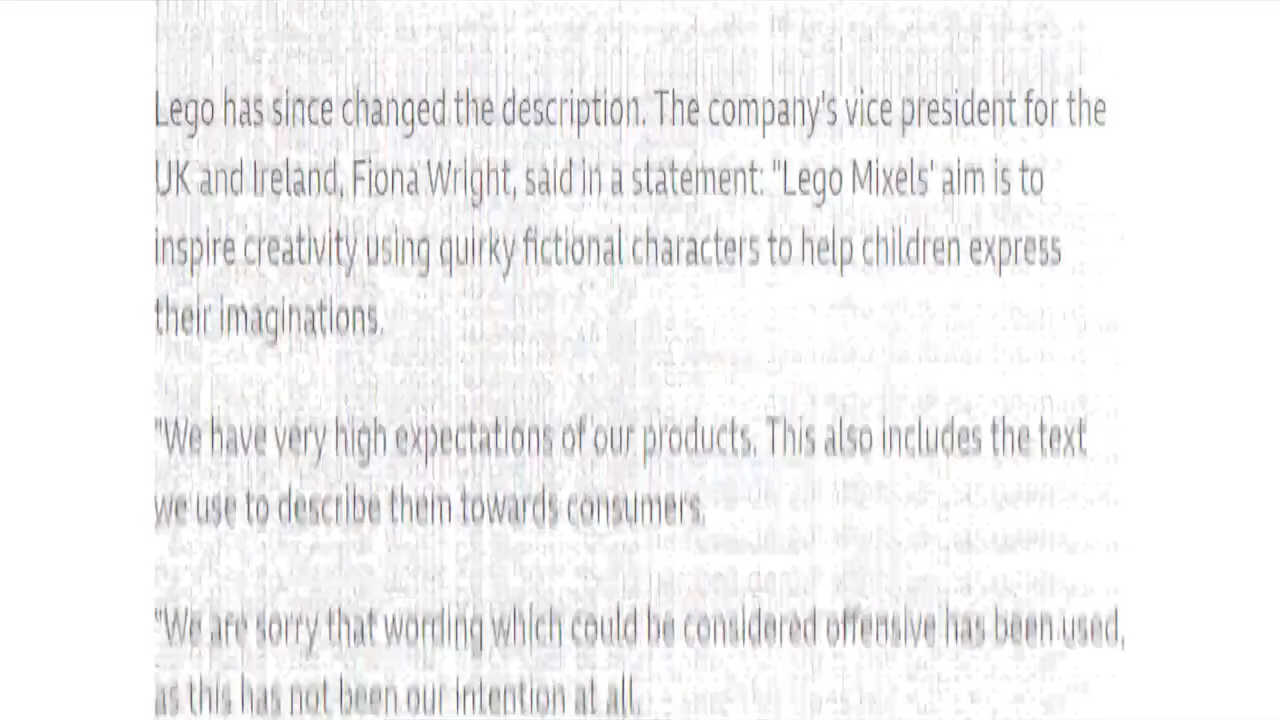 Lego has since changed the description. The company's vice president for the
UK and Ireland, Fiona Wright, said in a statement: "Lego Mixels' aim is to
inspire creativity using quirky fictional characters to help children express
their imaginations.
"We have very high expectations of our products. This also includes the text
we use to describe them towards consumers.
"We are sorry that wording which could be considered offensive has been used,
as this has not been our intention at all.